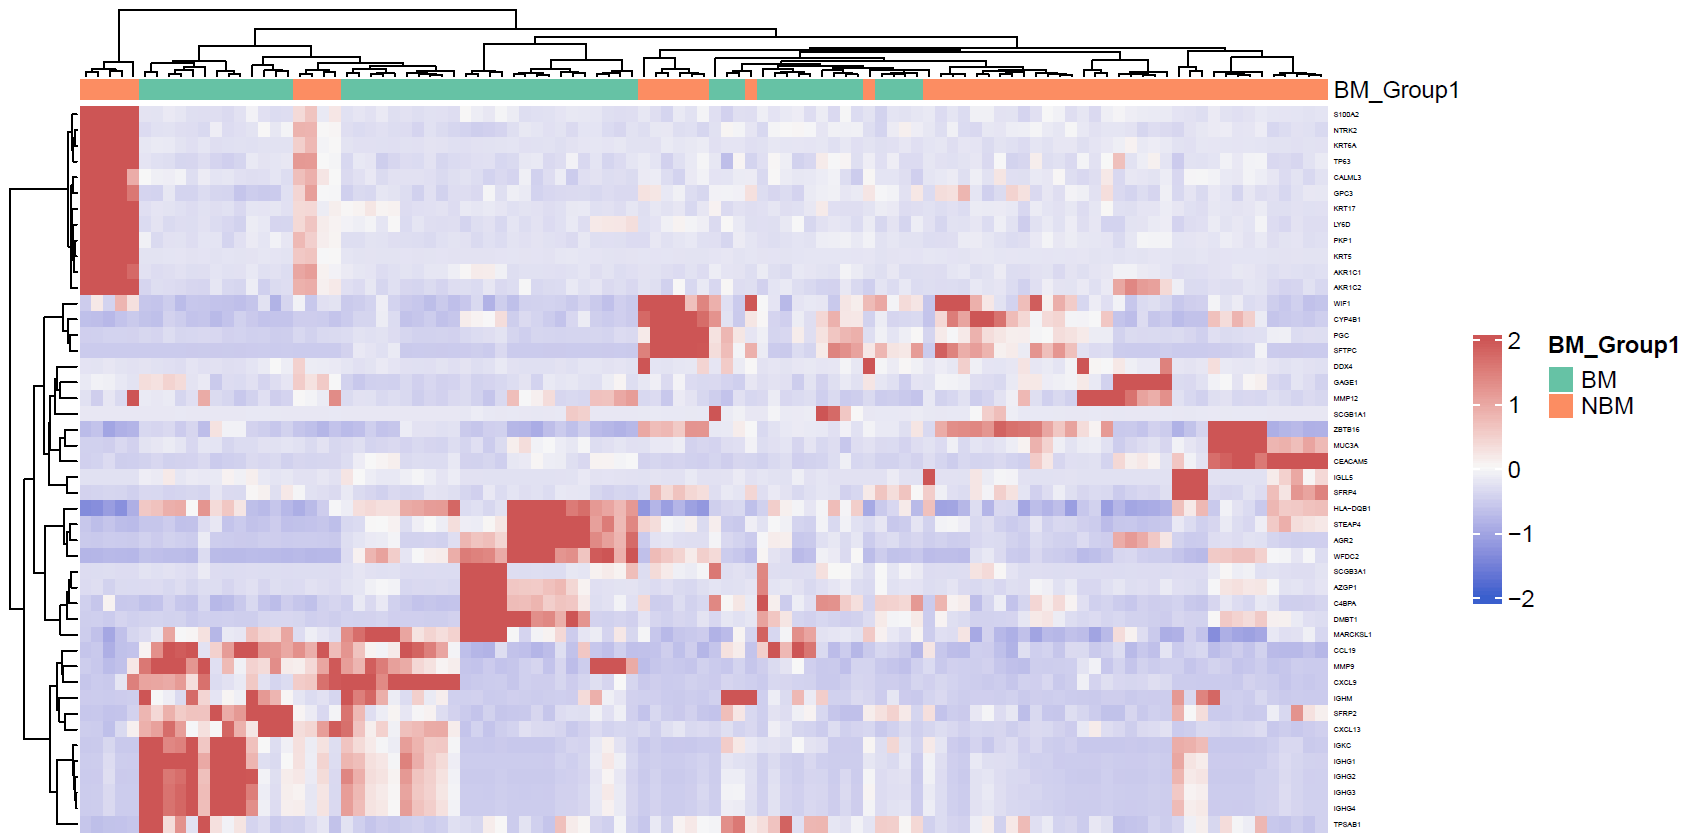 BM_Group1
S100A2
NTRK2
KRT6A
TP63
CALML3
GPC3
KRT17
LY6D
PKP1
KRT5
AKR1C1
AKR1C2
WIF1
CYP4B1
PGC
SFTPC
DDX4
GAGE1
MMP12
SCGB1A1
ZBTB16
MUC3A
CEACAM5
IGLL5
SFRP4
HLA-DQB1
STEAP4
AGR2
WFDC2
SCGB3A1
AZGP1
C4BPA
DMBT1
MARCKSL1
CCL19
MMP9
CXCL9
IGHM
SFRP2
CXCL13
IGKC
IGHG1
IGHG2
IGHG3
IGHG4
TPSAB1
2
1
0
−1
−2
BM_Group1
BM
NBM